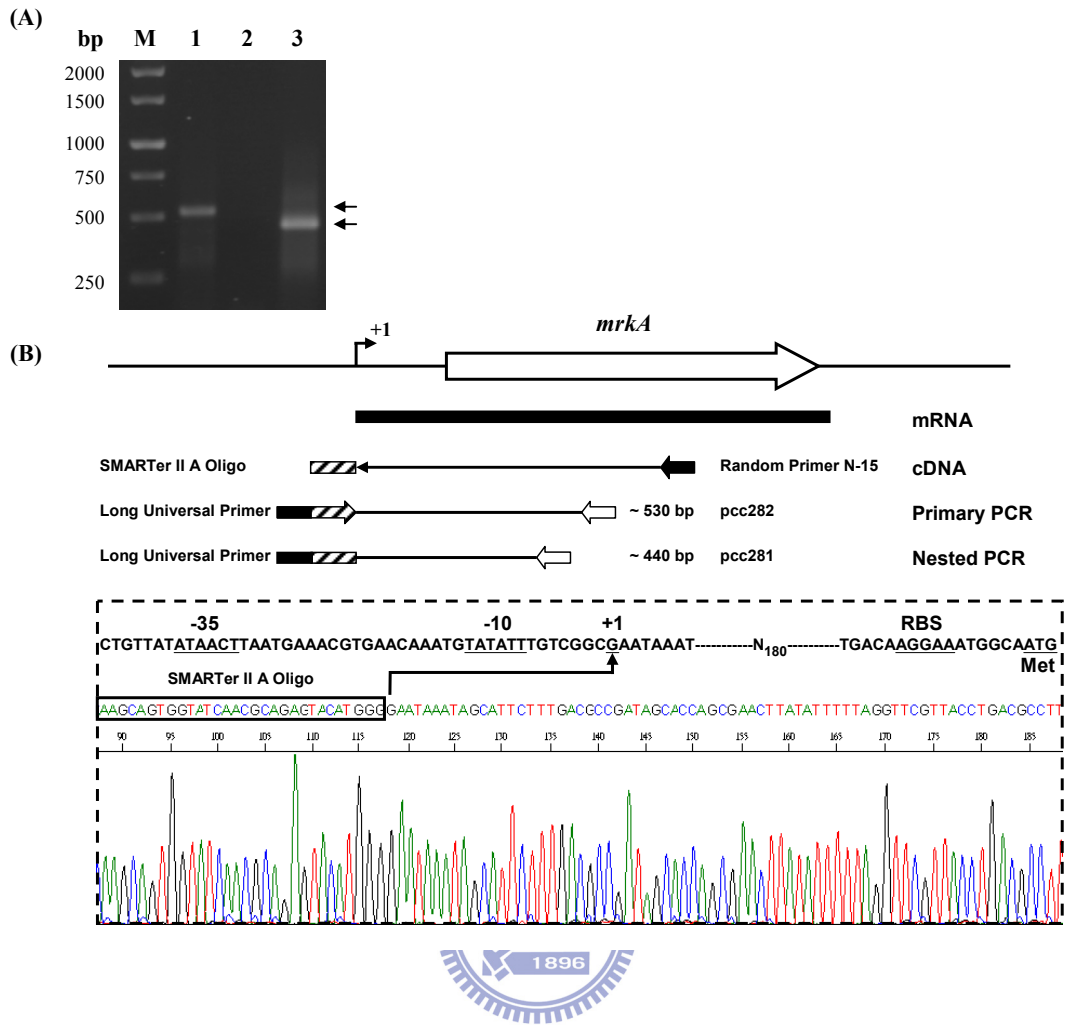 (A)
bp M 1 2 3
2000
1500
1000
750
500
250
(B)
+1 mrkA
mRNA
SMARTer II A Oligo Random Primer N-15 cDNA
Long Universal Primer ~ 530 bp pcc282 Primary PCR
Long Universal Primer ~ 440 bp pcc281 Nested PCR
-35 -10 +1 RBS
CTGTTATATAACTTAATGAAACGTGAACAAATGTATATTTGTCGGCGAATAAAT-----------N180----------TGACAAGGAAATGGCAATG
Met
SMARTer II A Oligo
AAGCAGTGGTATCAACGCAGAGTACATGGGGAATAAATAGCATTCTTTGACGCCGATAGCACCAGCGAACTTATATTTTTAGGTTCGTTACCTGACGCCTT
90 95 100 105 110 115 120 125 130 135 140 145 150 155 160 165 170 175 180 185
1896